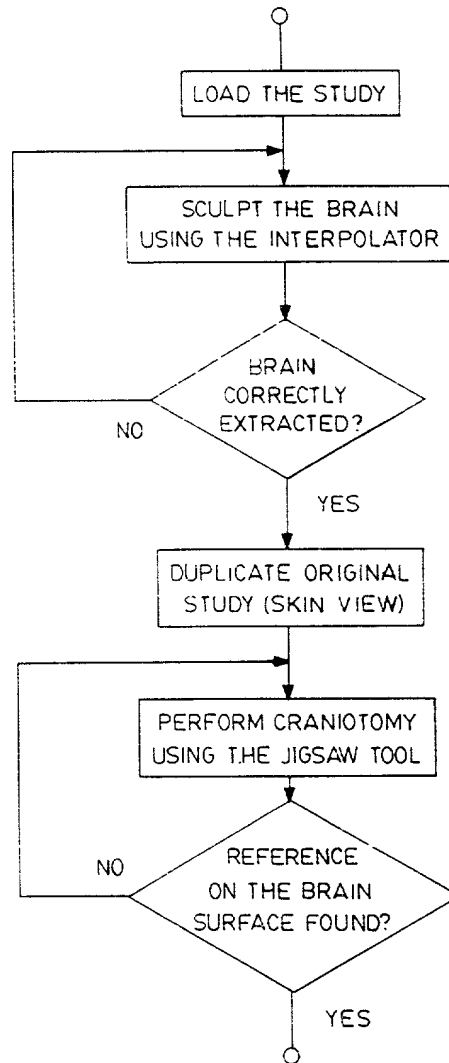 LOAD THE STUDY
SCULPT THE BRAIN
USING THE INTERPOLATOR
BRAIN
CORRECTLY
EXTRACTED?
NO
YES
DUPLICATE ORIGINAL
STUDY (SKIN VIEW)
PERFORM CRANIOTOMY
USING THE JIGSAW TOOL
NO
REFERENCE
ON THE BRAIN
SURFACE FOUND?
YES